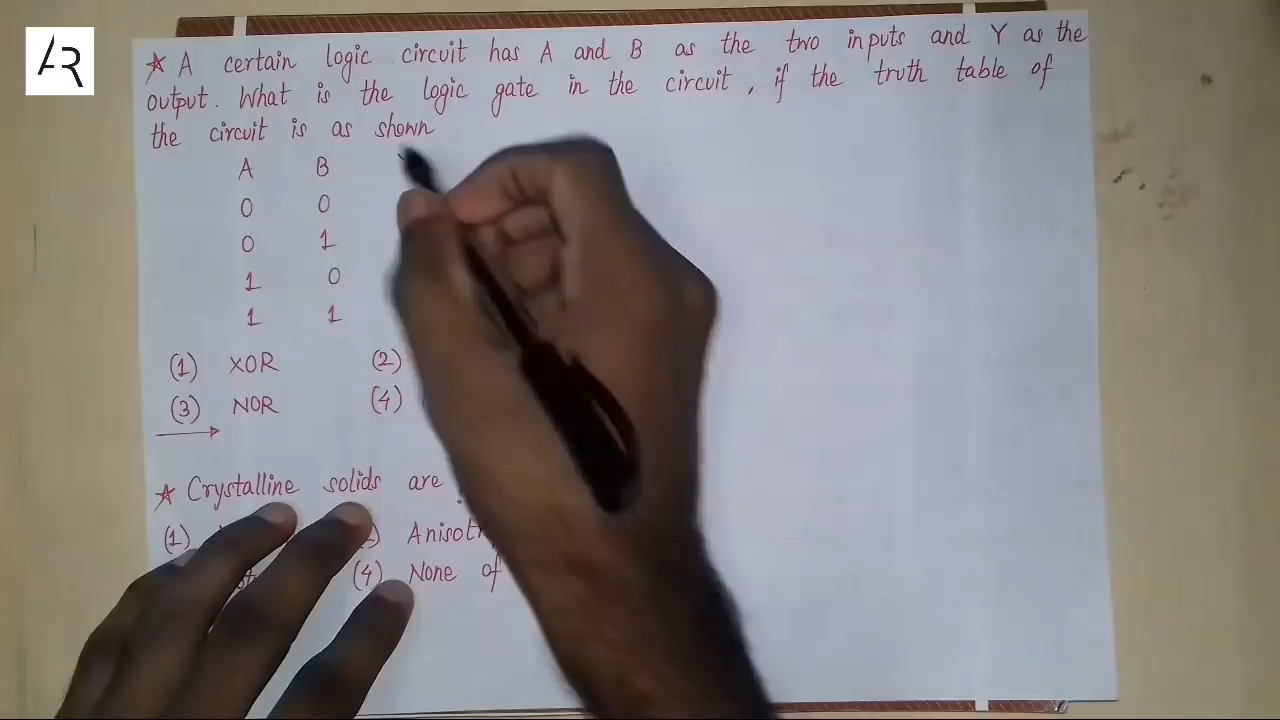 AR
* A certain logic circuit has A and B as the two inputs and Y as the
output. What is the logic gate in the circuit, if the truth table of
the circuit is as shown
A B
0 0
0 1
1 0
1 1
(1) XOR (2)
(3) NOR (4)
* Crystalline solids are
(1)
(4) None of